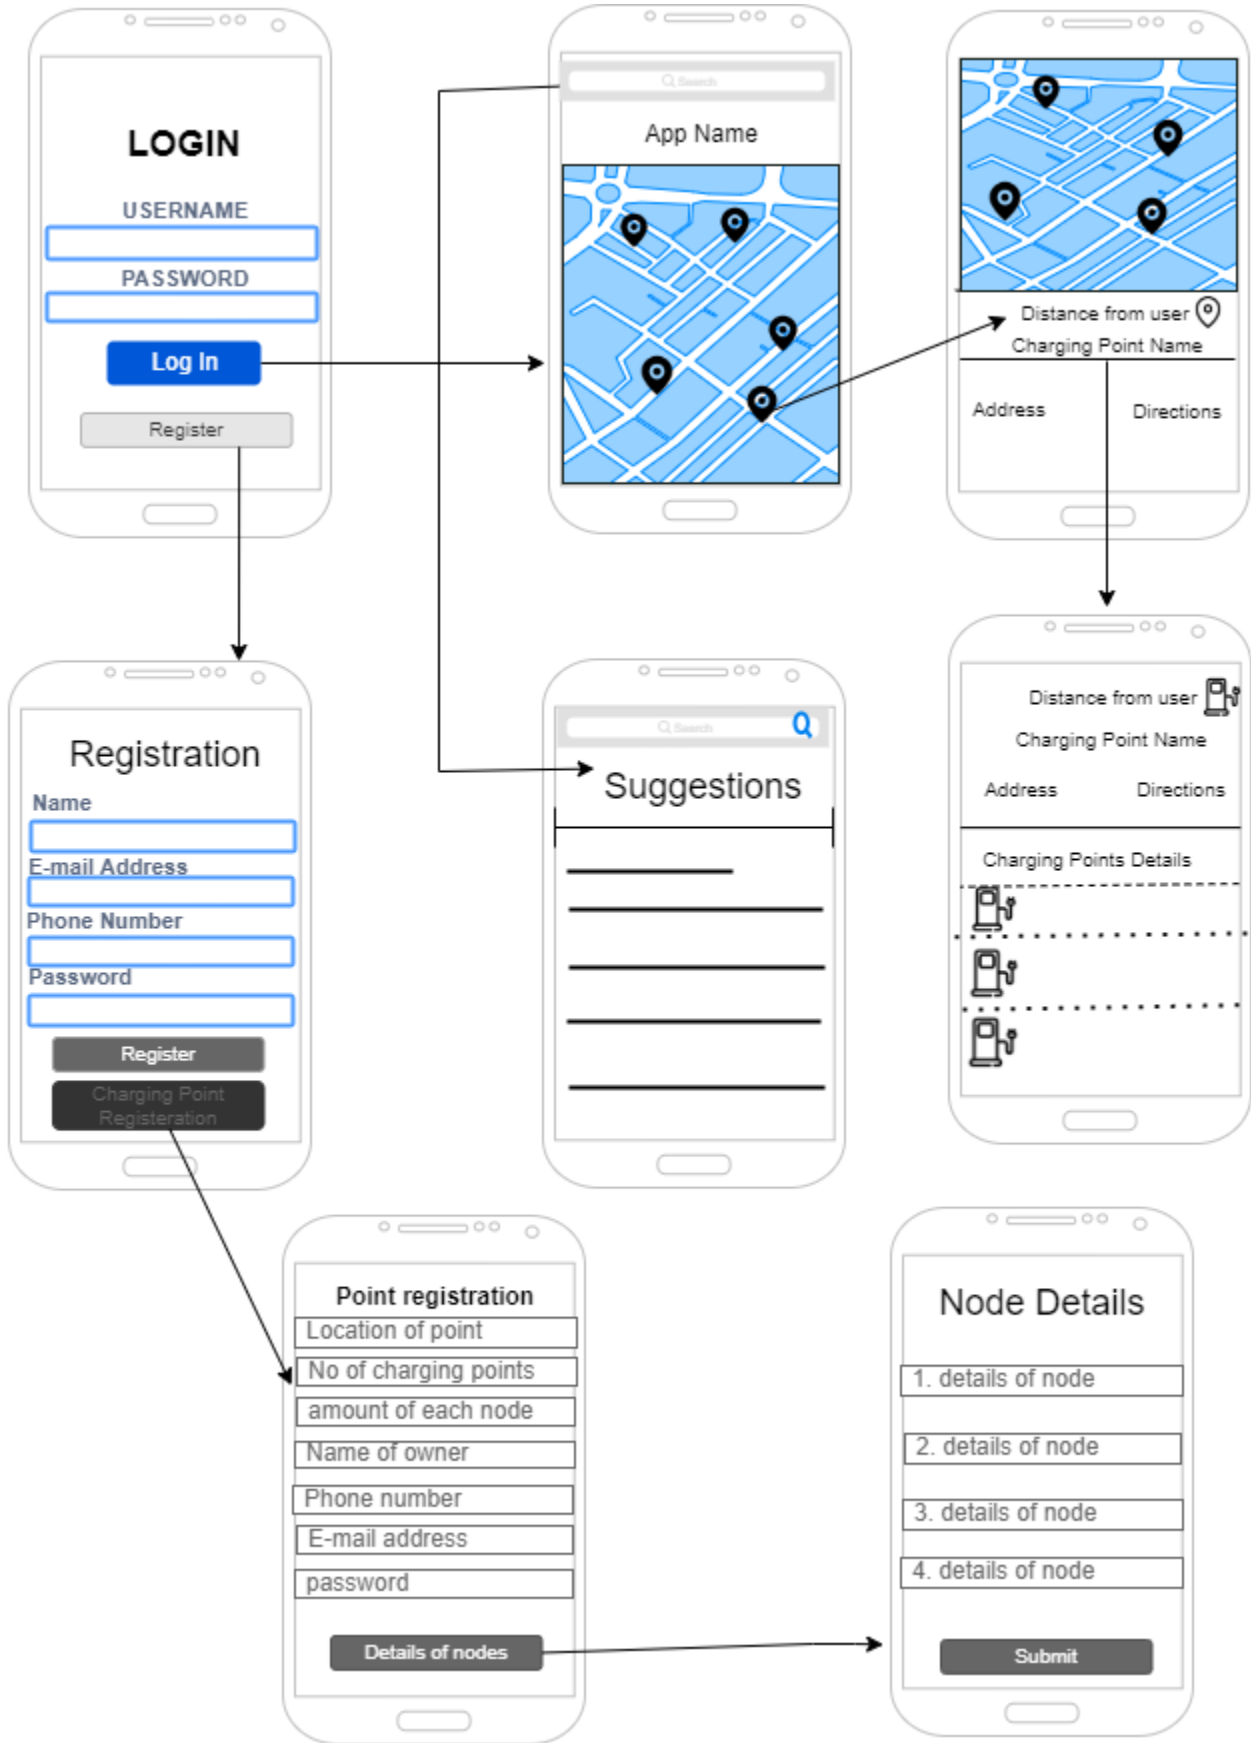 LOGIN
USERNAME
PASSWORD
Log In
Register
Search
App Name
Distance from user
Charging Point Name
Address Directions
Registration
Name
E-mail Address
Phone Number
Password
Register
Charging Point
Registeration
Search
Suggestions
Distance from user
Charging Point Name
Address Directions
Charging Points Details
Point registration
Location of point
No of charging points
amount of each node
Name of owner
Phone number
E-mail address
password
Details of nodes
Node Details
1. details of node
2. details of node
3. details of node
4. details of node
Submit